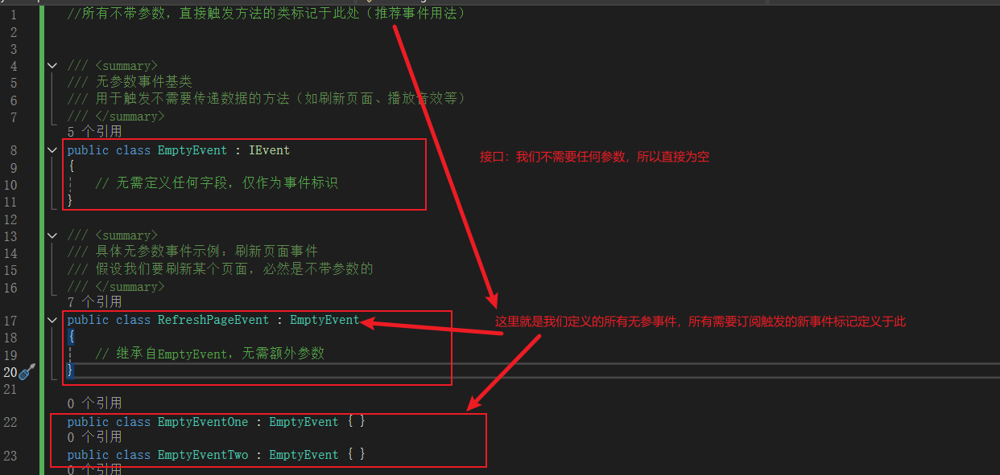 1 //所有不带参数，直接触发方法的类标记于此处（推荐事件用法）
2
3
4 /// <summary>
5 /// 无参数事件基类
6 /// 用于触发不需要传递数据的方法（如刷新页面、播放音效等）
7 /// </summary>
5 个引用
8 public class EmptyEvent : IEvent
9 {
接口：我们不需要任何参数，所以直接为空
10 // 无需定义任何字段，仅作为事件标识
11 }
12
13 /// <summary>
14 /// 具体无参数事件示例：刷新页面事件
15 /// 假设我们要刷新某个页面，必然是不带参数的
16 /// </summary>
7 个引用
17 public class RefreshPageEvent : EmptyEvent
这里就是我们定义的所有无参事件，所有需要订阅触发的新事件标记定义于此
18 {
19 // 继承自EmptyEvent，无需额外参数
20 }
21
0 个引用
22 public class EmptyEventOne : EmptyEvent { }
0 个引用
23 public class EmptyEventTwo : EmptyEvent { }
0 个引用